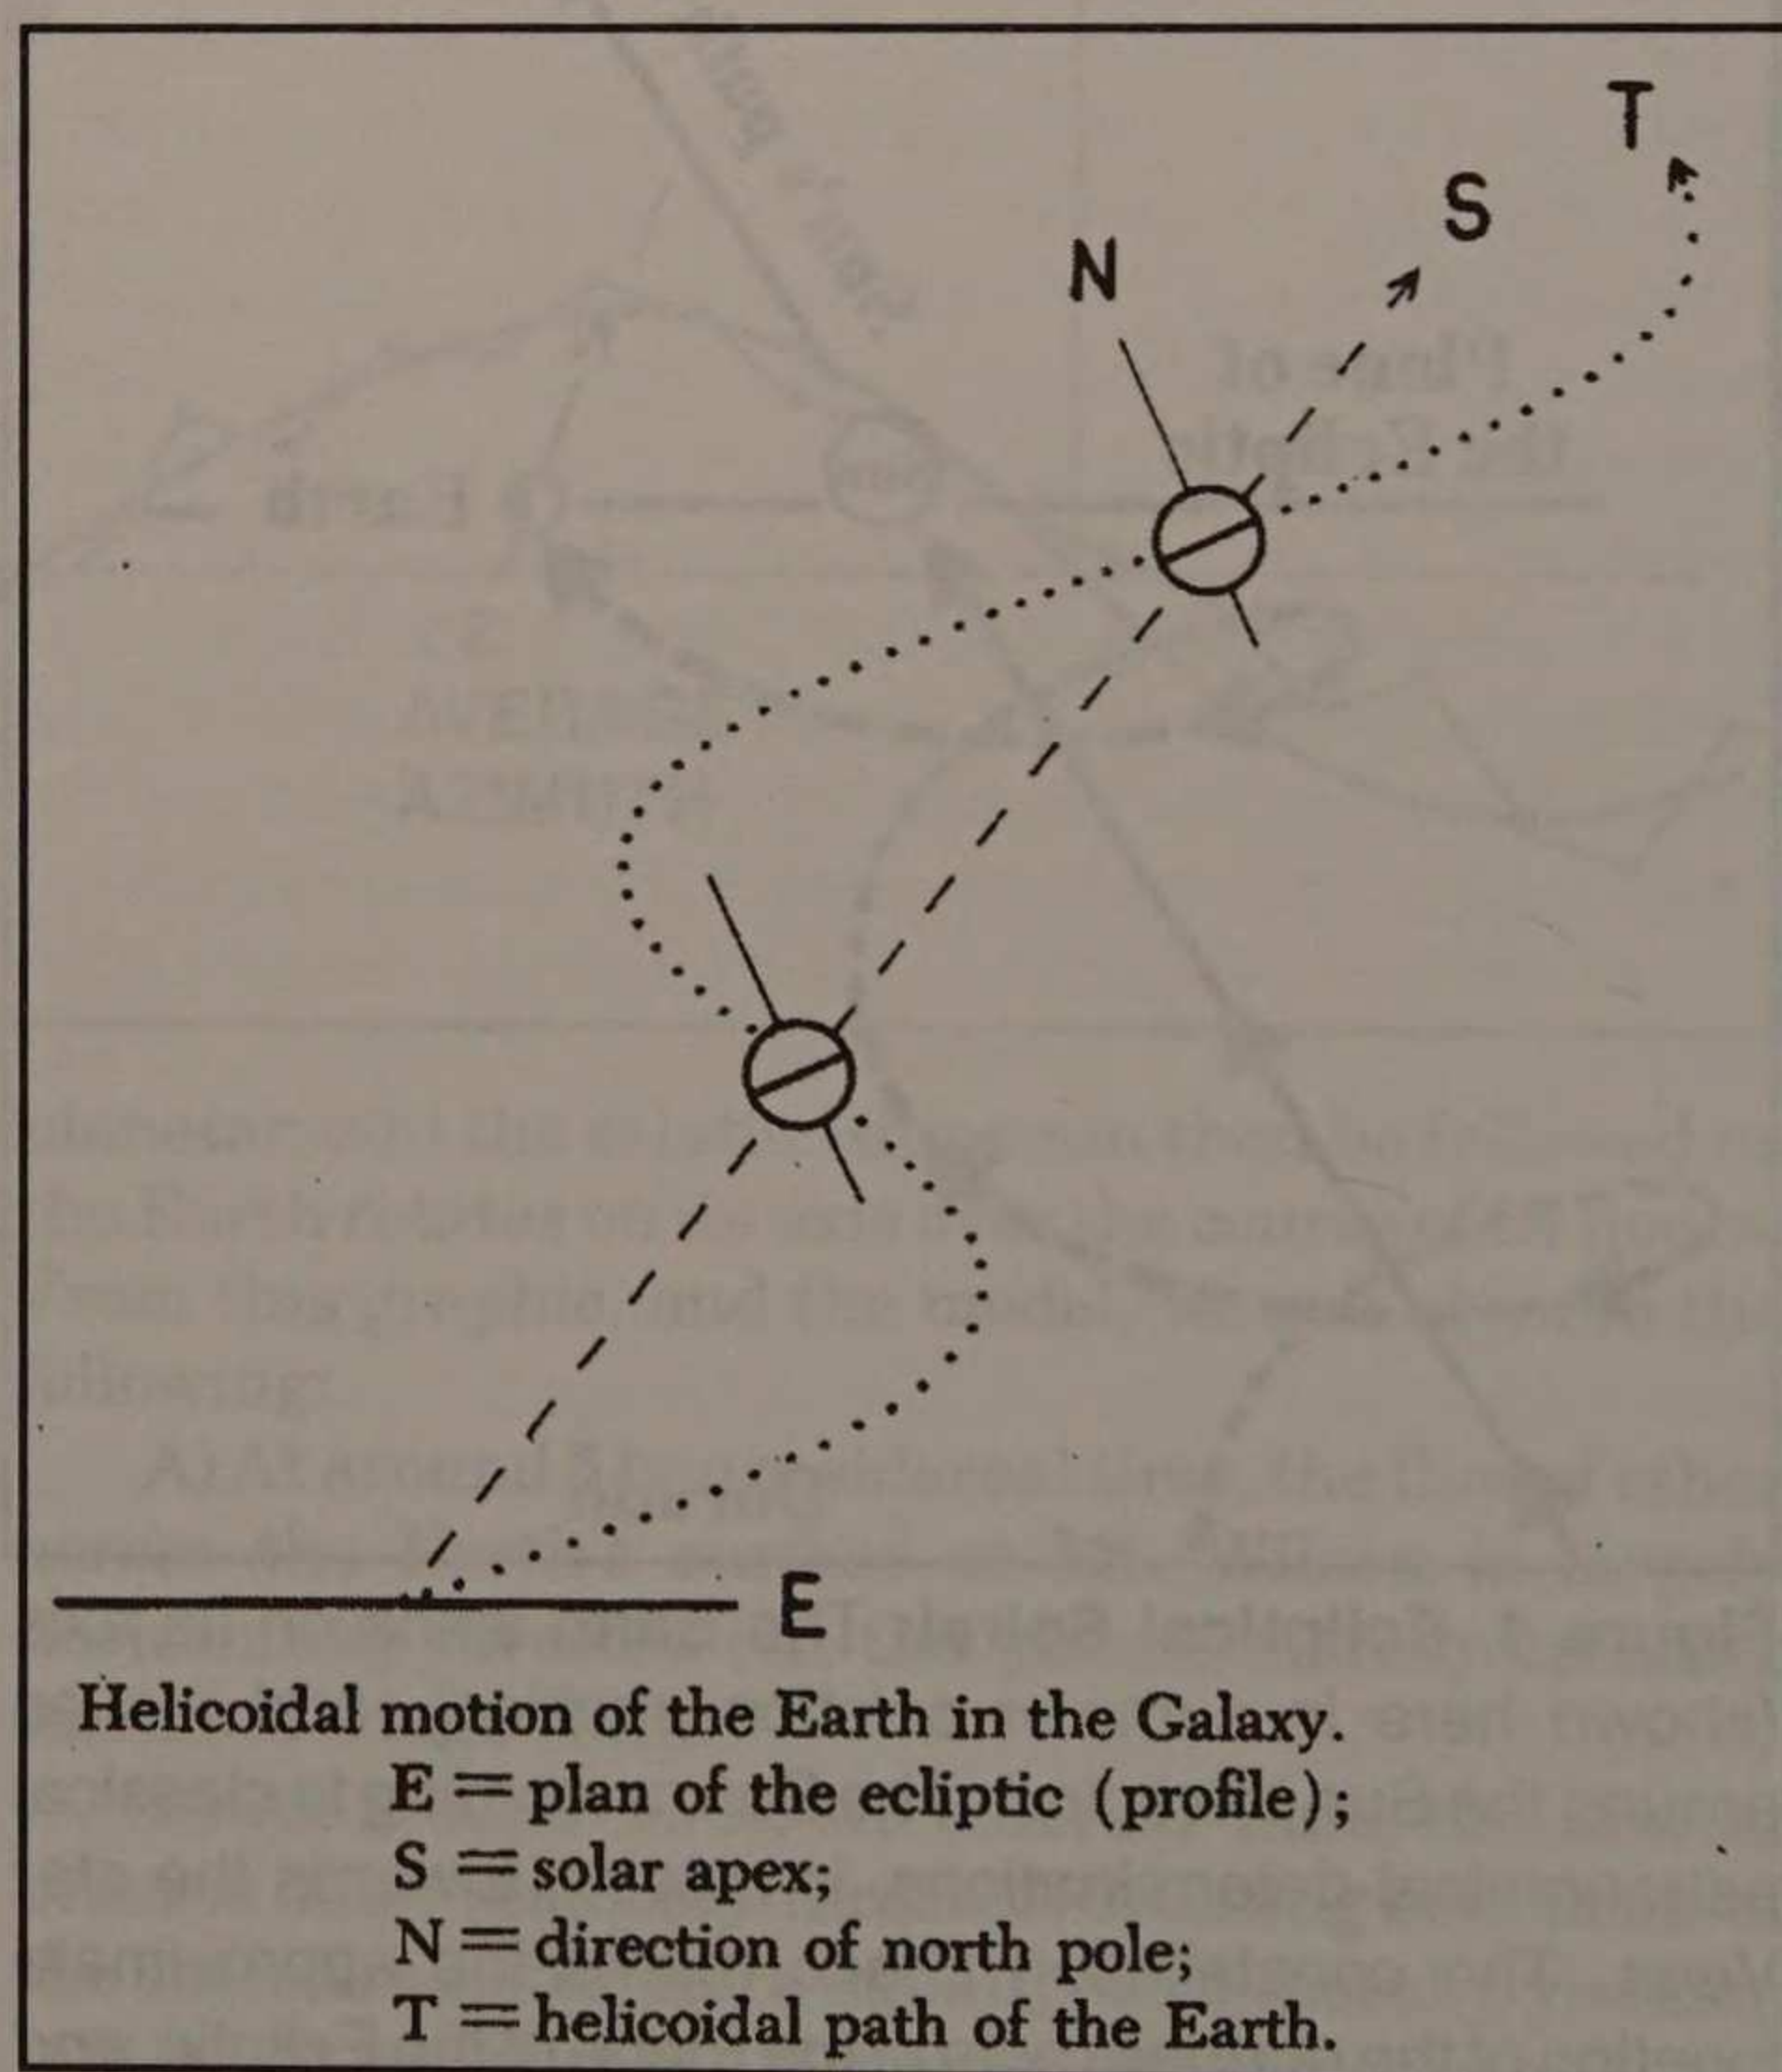 T
S
N
E
Helicoidal motion of the Earth in the Galaxy.
E = plan of the ecliptic (profile);
S = solar apex;
N = direction of north pole;
T = helicoidal path of the Earth.